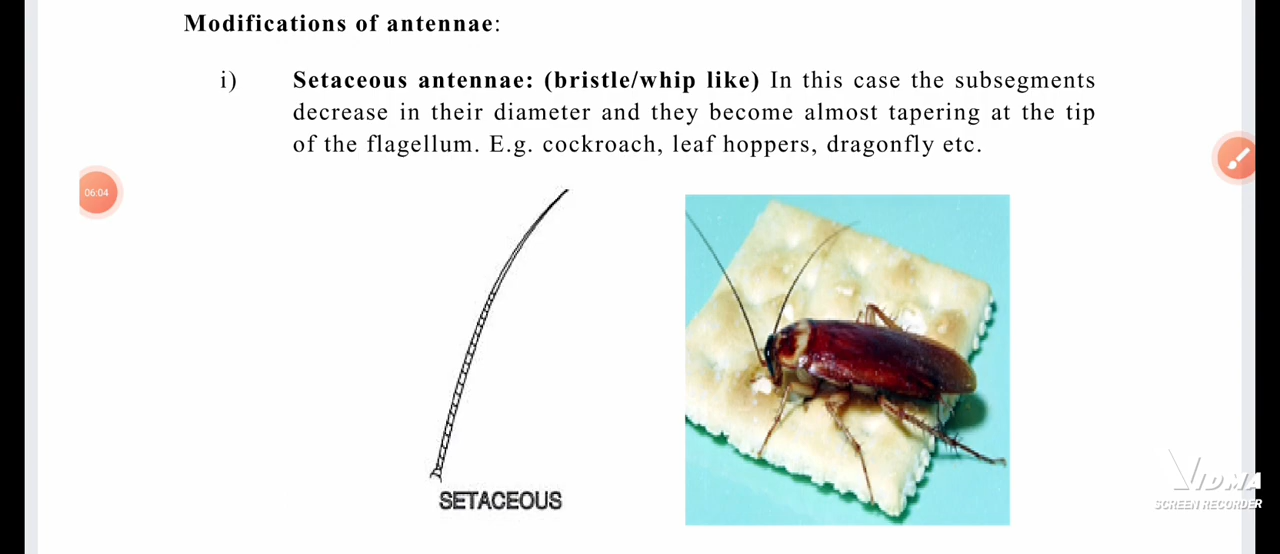 Modifications of antennae:
i) Setaceous antennae: (bristle/whip like) In this case the subsegments
decrease in their diameter and they become almost tapering at the tip
of the flagellum. E.g. cockroach, leaf hoppers, dragonfly etc.
06:04
SETACEOUS
VIDMA
SCREEN RECORDER